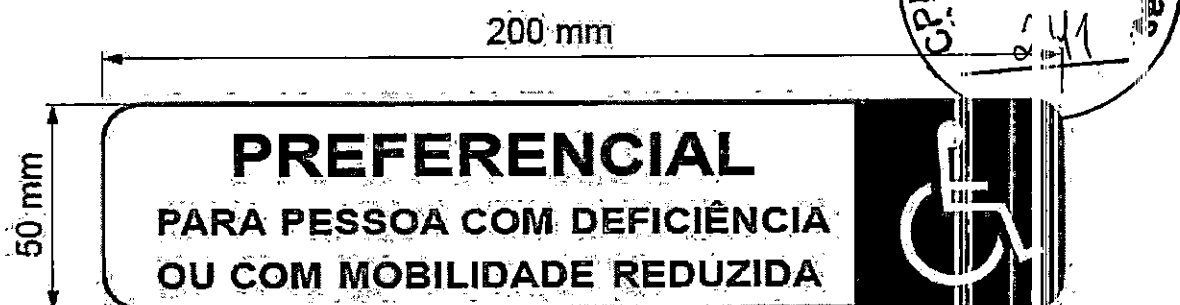 200 mm
50 mm
PREFERENCIAL
PARA PESSOA COM DEFICIÊNCIA
OU COM MOBILIDADE REDUZIDA